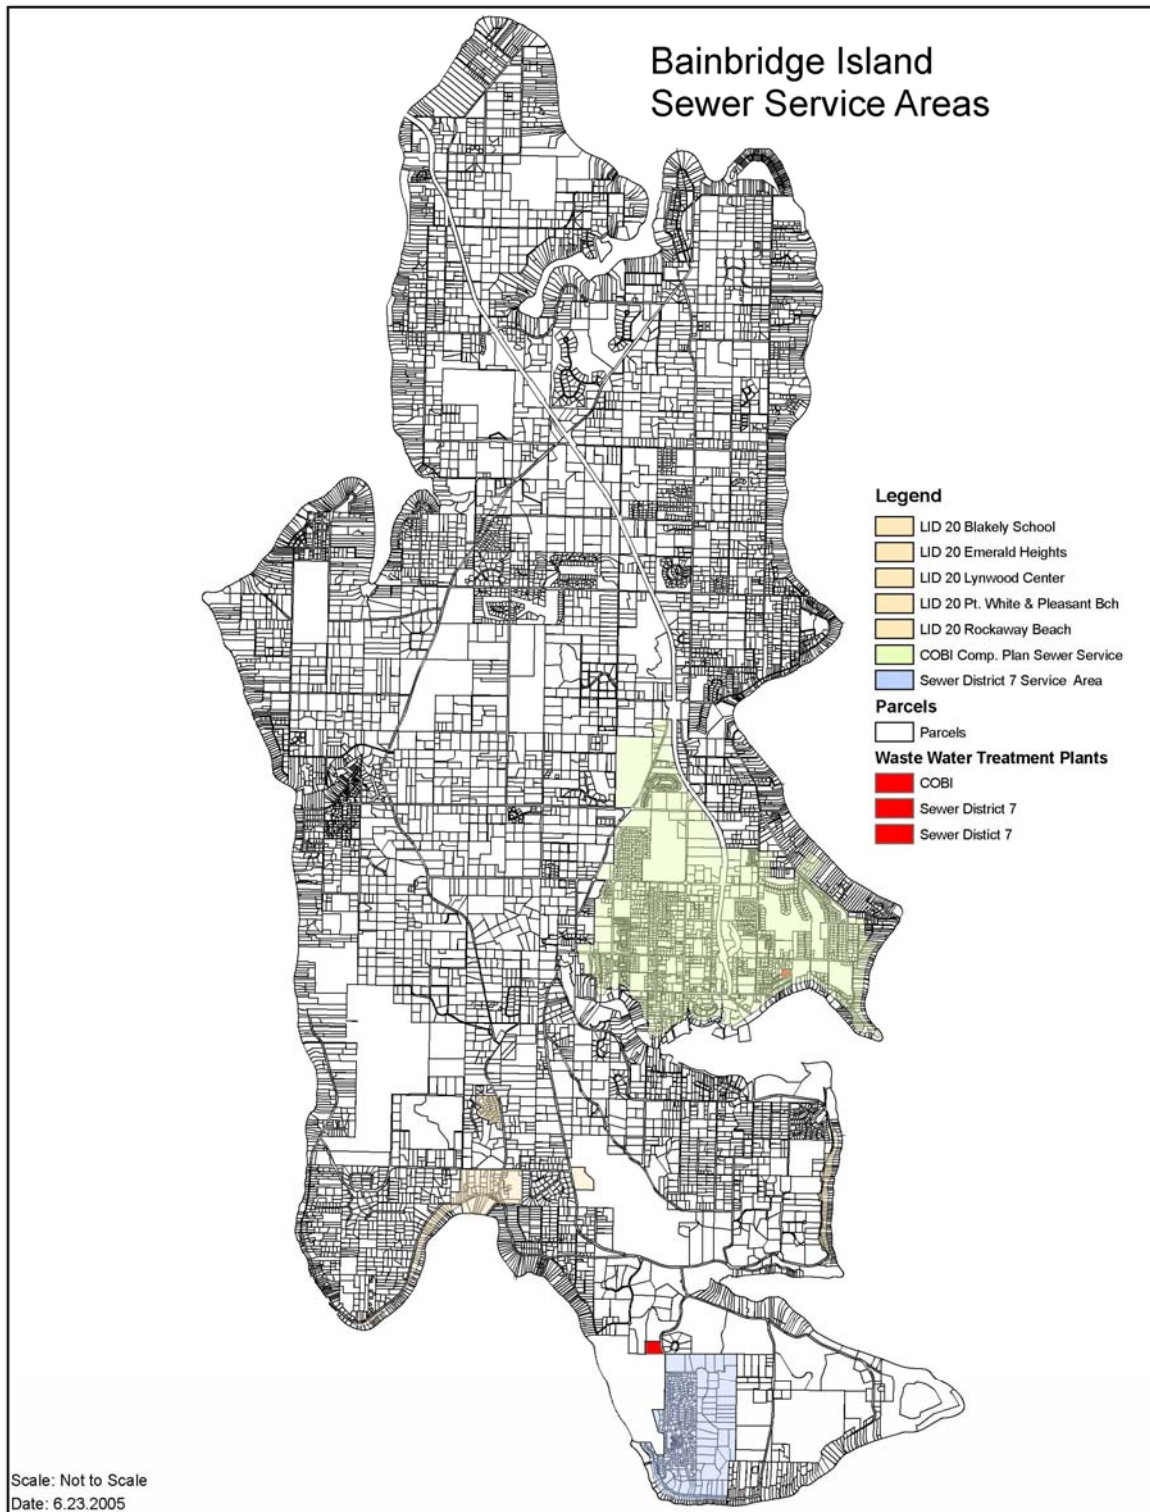 Bainbridge Island
Sewer Service Areas
Legend
LID 20 Blakely School
LID 20 Emerald Heights
LID 20 Lynwood Center
LID 20 Pt. White & Pleasant Bch
LID 20 Rockaway Beach
COBI Comp. Plan Sewer Service
Sewer District 7 Service Area
Parcels
Parcels
Waste Water Treatment Plants
COBI
Sewer District 7
Sewer Distict 7
Scale: Not to Scale
Date: 6.23.2005